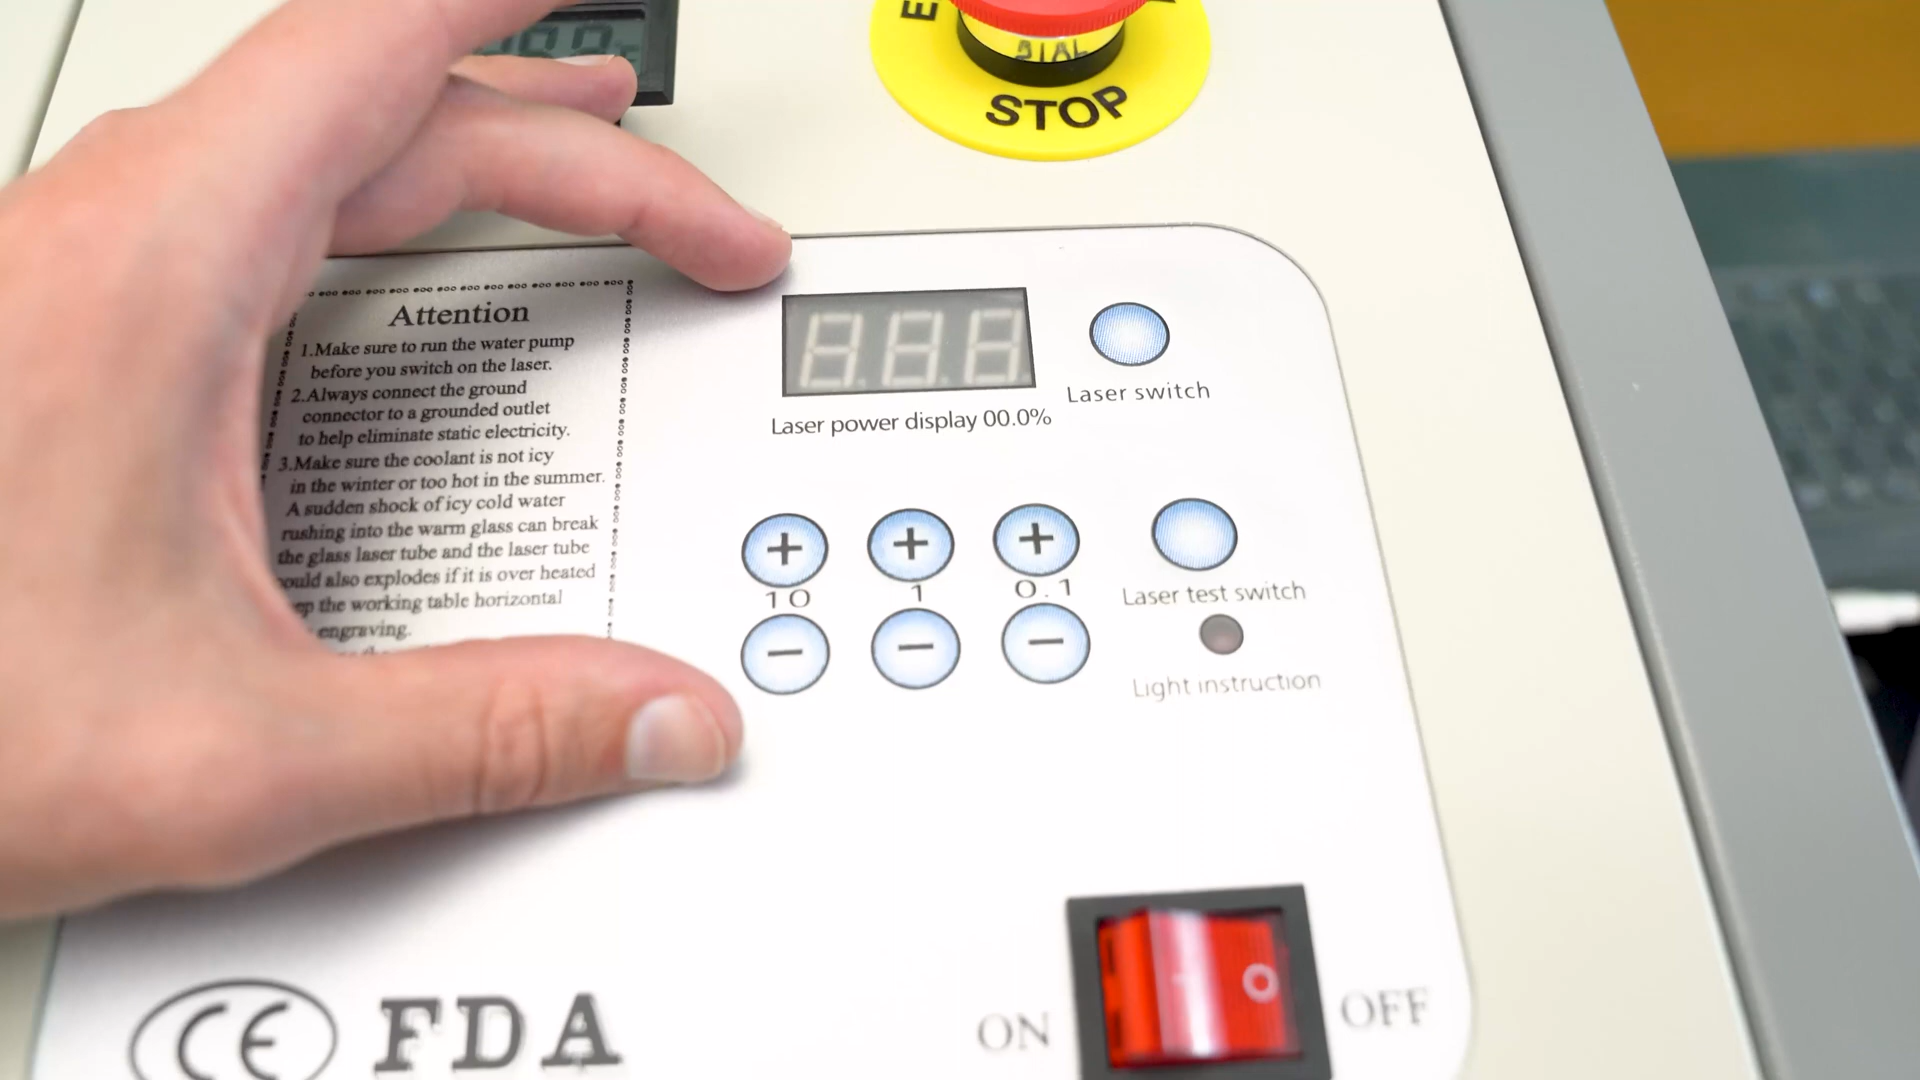 STOP
Attention
1.Make sure to run the water pump
before you switch on the laser.
2.Always connect the ground
connector to a grounded outlet
to help eliminate static electricity.
3.Make sure the coolant is not icy
in the winter or too hot in the summer.
A sudden shock of icy cold water
rushing into the warm glass can break
the glass laser tube and the laser tube
also explodes if it is over heated
the working table horizontal
engraving.
Laser switch
Laser power display 00.0%
+ + +
10 1 0.1
− − −
Laser test switch
Light instruction
ON OFF
CE FDA